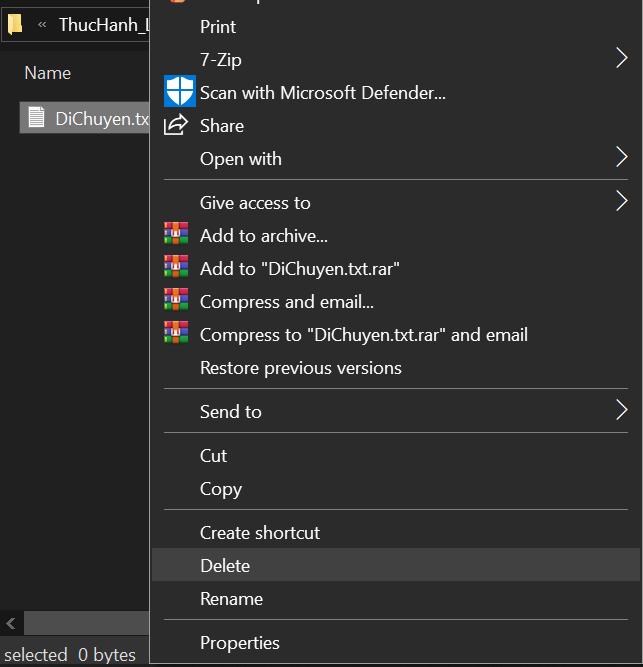 « ThucHanh_L
Print
Name
7-Zip
Scan with Microsoft Defender...
DiChuyen.tx
Share
Open with
Give access to
Add to archive...
Add to "DiChuyen.txt.rar"
Compress and email...
Compress to "DiChuyen.txt.rar" and email
Restore previous versions
Send to
Cut
Copy
Create shortcut
Delete
Rename
Properties
selected 0 bytes